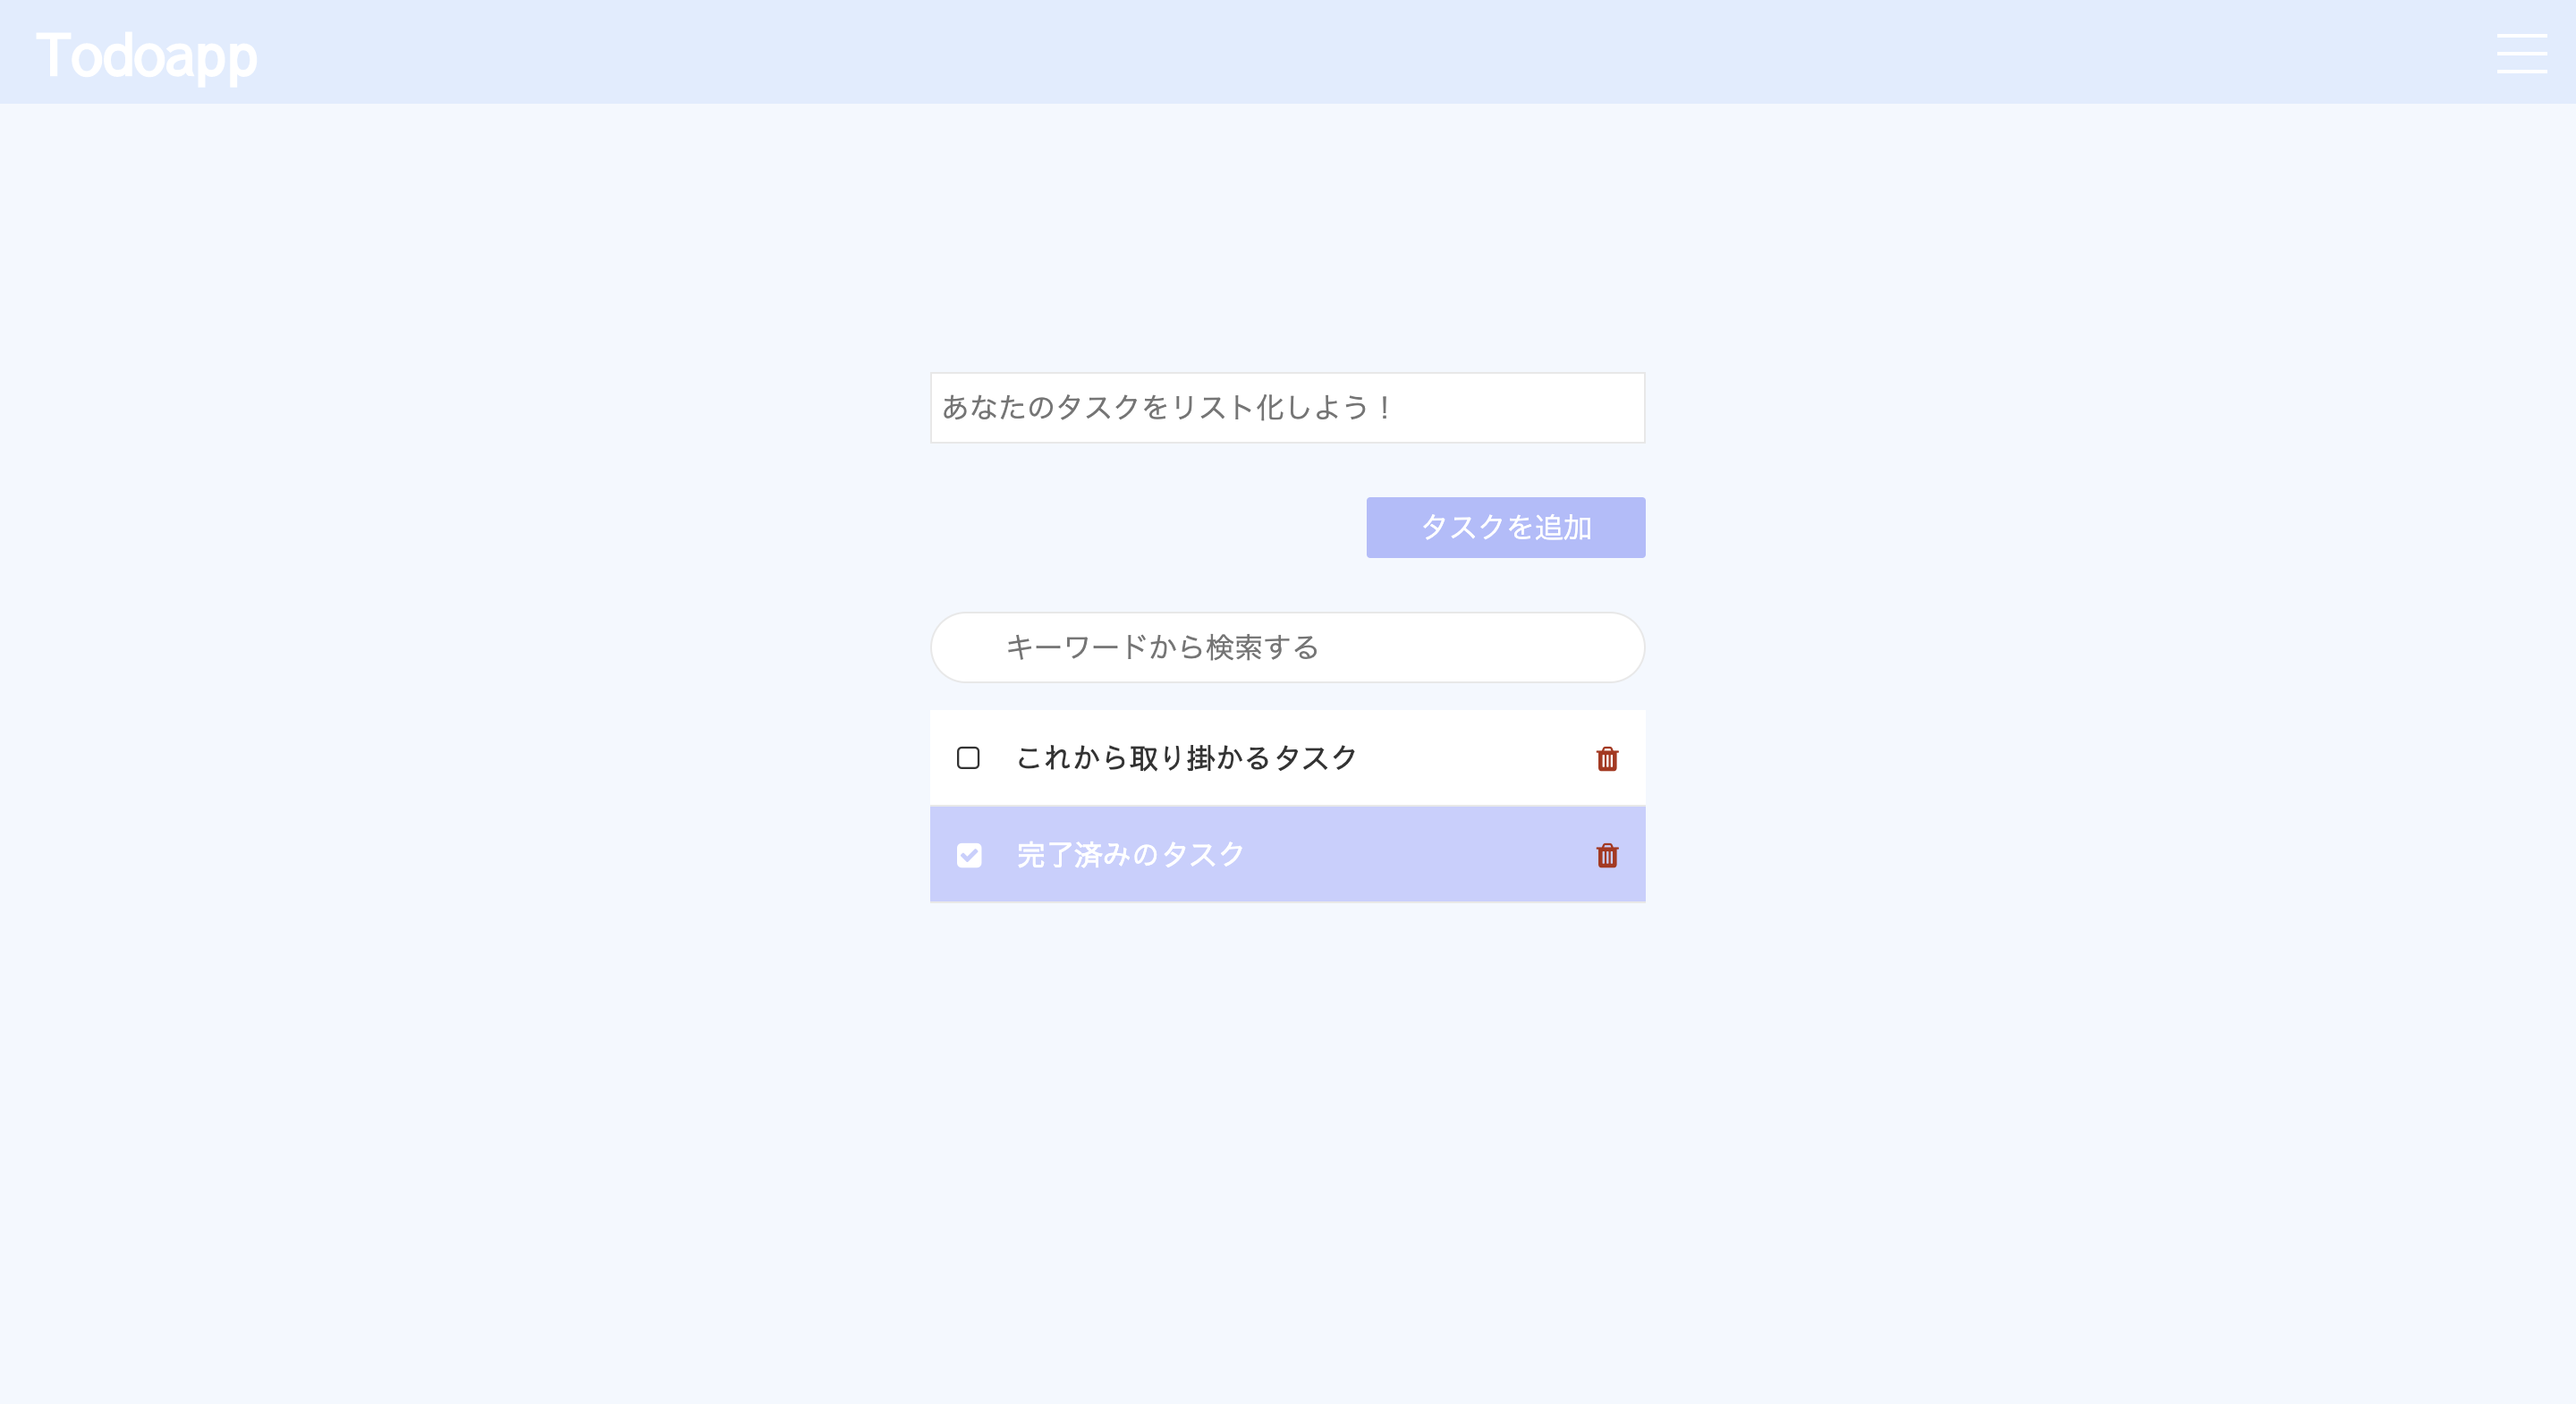 Todoapp
あなたのタスクをリスト化しよう！
タスクを追加
キーワードから検索する
これから取り掛かるタスク
完了済みのタスク